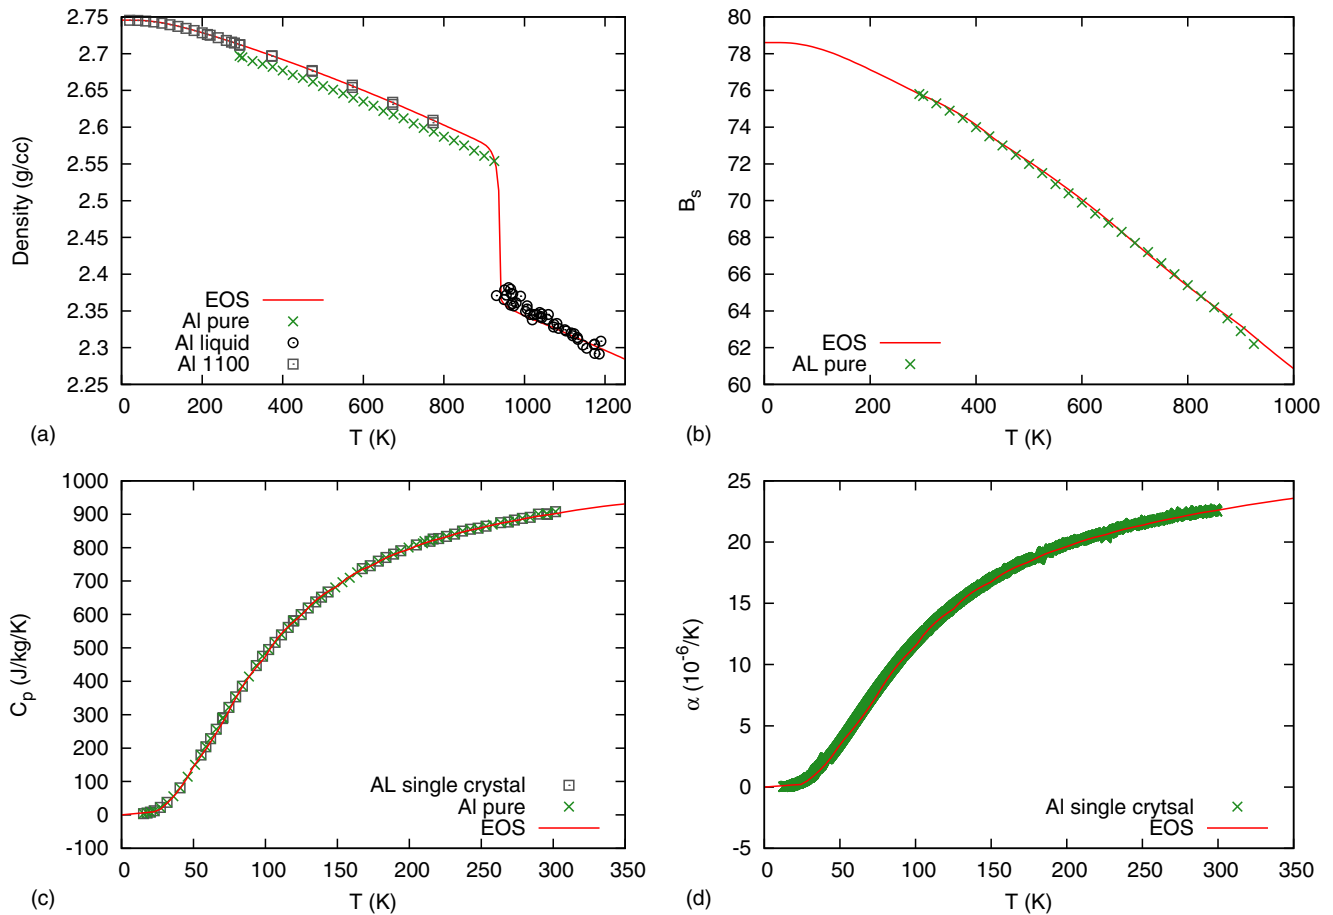 2.75
2.7
2.65
2.6
2.55
2.5
2.45
2.4
2.35
2.3
2.25
Density (g/cc)
EOS
Al pure
Al liquid
Al 1100
0 200 400 600 800 1000 1200
T (K)
(a)
80
78
76
74
72
70
68
66
64
62
60
B_s
EOS
AL pure
0 200 400 600 800 1000
T (K)
(b)
1000
900
800
700
600
500
400
300
200
100
0
-100
C_p (J/kg/K)
AL single crystal
Al pure
EOS
0 50 100 150 200 250 300 350
T (K)
(c)
25
20
15
10
5
0
-5
α (10^-6/K)
Al single crytsal
EOS
0 50 100 150 200 250 300 350
T (K)
(d)